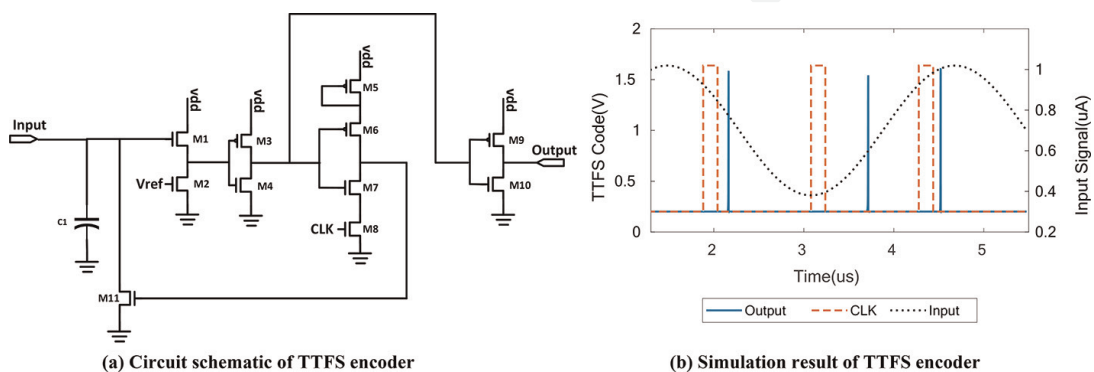 Input
C1
M11
vdd
M1
Vref
M2
vdd
M3
M4
vdd
M5
M6
M7
CLK
M8
vdd
M9
M10
Output
(a) Circuit schematic of TTFS encoder
TTFS Code(V)
2
1.5
1
0.5
0
2
3
4
5
Time(us)
1
0.8
0.6
0.4
0.2
Input Signal(uA)
Output
CLK
Input
(b) Simulation result of TTFS encoder